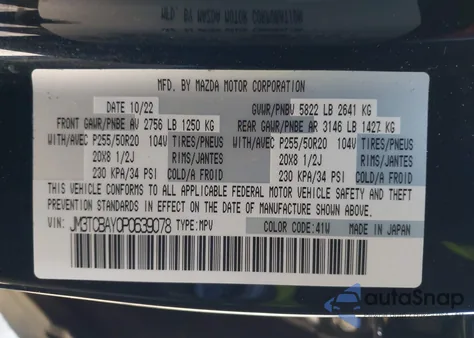 MFD. BY MAZDA MOTOR CORPORATION
DATE 10/22 GVWR/PNBV 5822 LB 2641 KG
FRONT GAWR/PNBE AV 2756 LB 1250 KG REAR GAWR/PNBE AR 3146 LB 1427 KG
WITH/AVEC P255/50R20 104V TIRES/PNEUS WITH/AVEC P255/50R20 104V TIRES/PNEUS
20X8 1/2J RIMS/JANTES 20X8 1/2J RIMS/JANTES
230 KPA/34 PSI COLD/A FROID 230 KPA/34 PSI COLD/A FROID
THIS VEHICLE CONFORMS TO ALL APPLICABLE FEDERAL MOTOR VEHICLE SAFETY AND THEFT
PREVENTION STANDARDS IN EFFECT ON THE DATE OF MANUFACTURE SHOWN ABOVE.
VIN: JM3TCBAY0P0639078 TYPE: MPV COLOR CODE: 41W MADE IN JAPAN
autoSnap